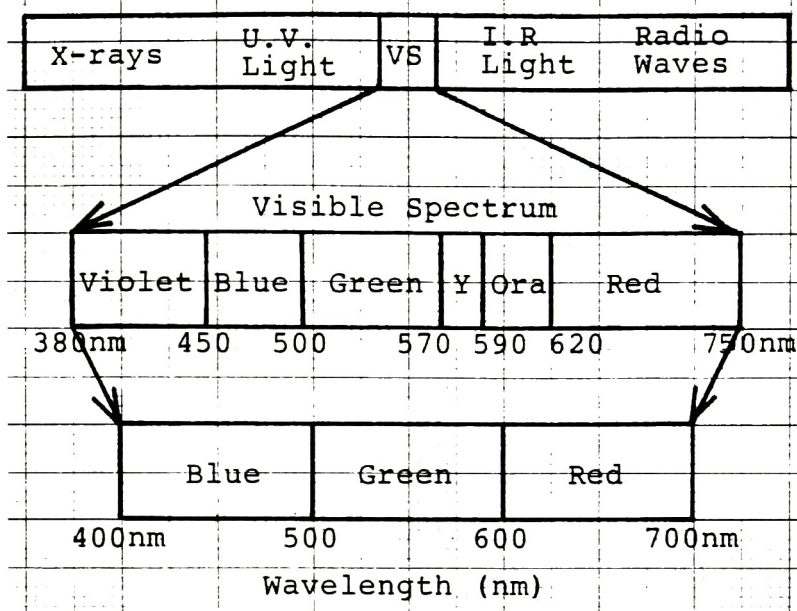 X-rays U.V. Light VS I.R Light Radio Waves
Visible Spectrum
Violet Blue Green Y Ora Red
380nm 450 500 570 590 620 750nm
Blue Green Red
400nm 500 600 700nm
Wavelength (nm)